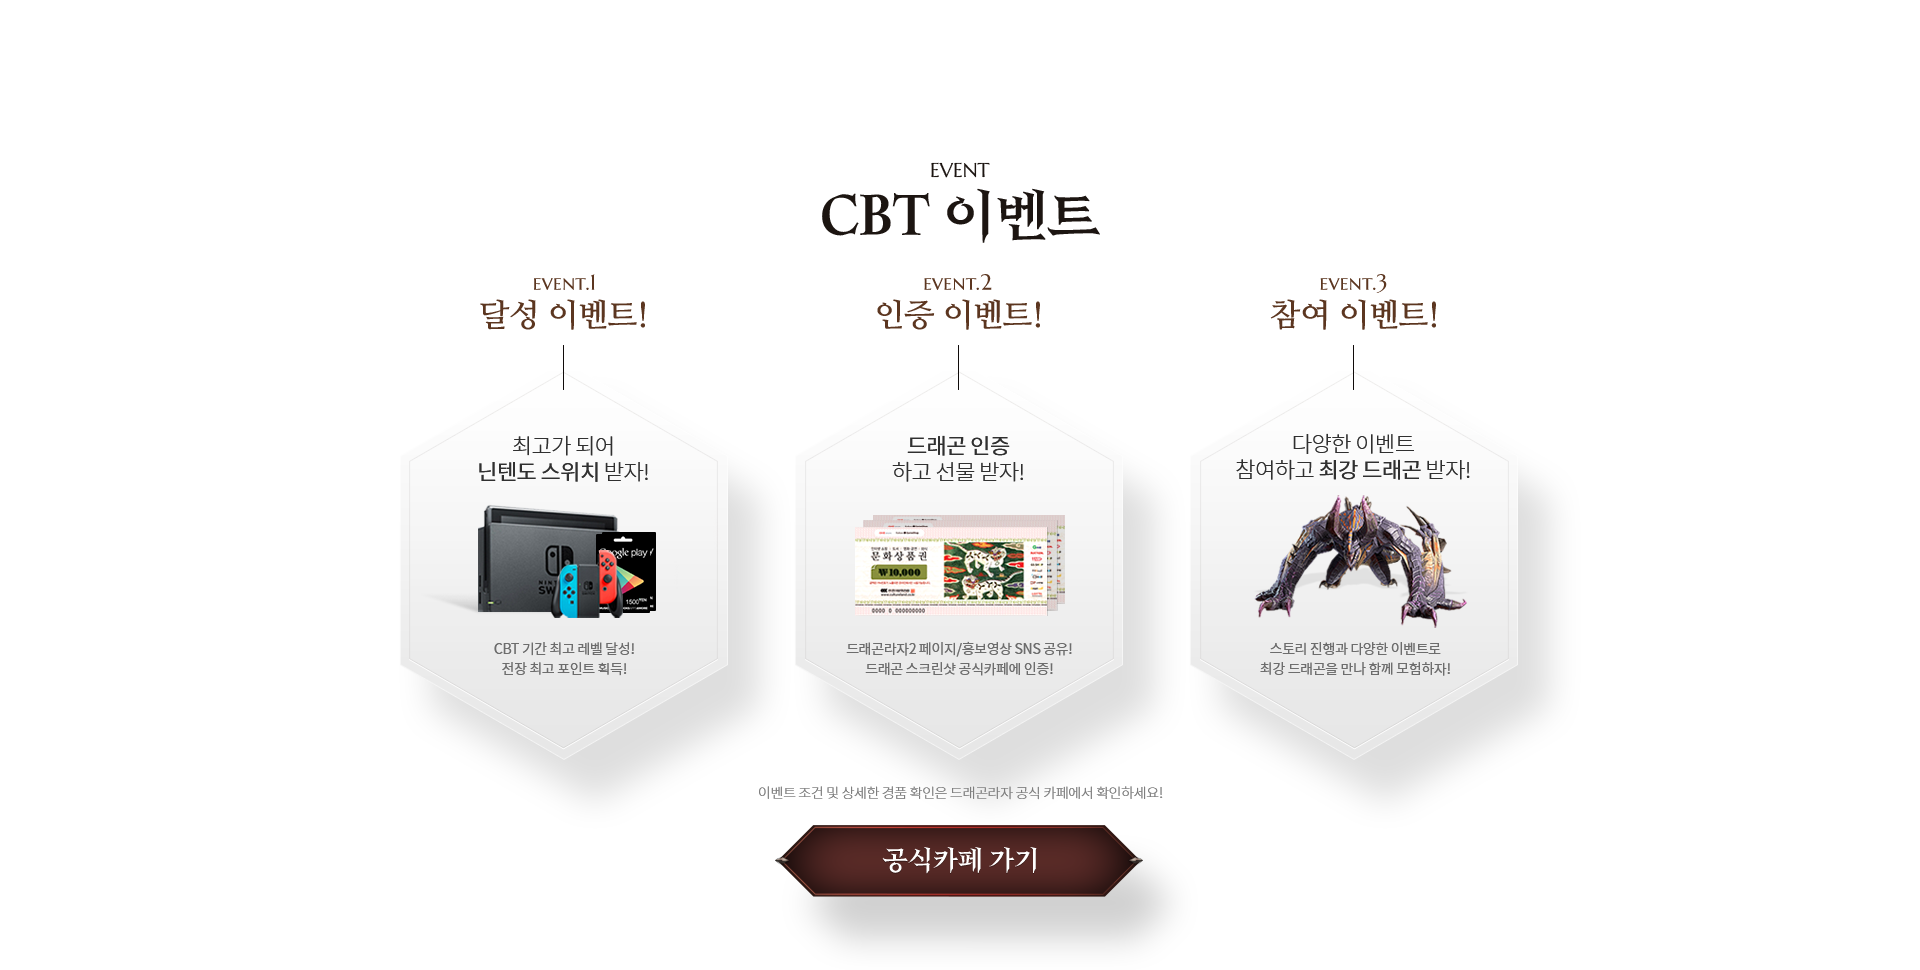 EVENT
CBT 이벤트
EVENT.1
달성 이벤트!
최고가 되어
닌텐도 스위치 받자!
Google play
1500
CBT 기간 최고 레벨 달성!
전장 최고 포인트 획득!
EVENT.2
인증 이벤트!
드래곤 인증
하고 선물 받자!
문화상품권
₩10,000
0000 0 000000000
드래곤라자2 페이지/홍보영상 SNS 공유!
드래곤 스크린샷 공식카페에 인증!
EVENT.3
참여 이벤트!
다양한 이벤트
참여하고 최강 드래곤 받자!
스토리 진행과 다양한 이벤트로
최강 드래곤을 만나 함께 모험하자!
이벤트 조건 및 상세한 경품 확인은 드래곤라자 공식 카페에서 확인하세요!
공식카페 가기